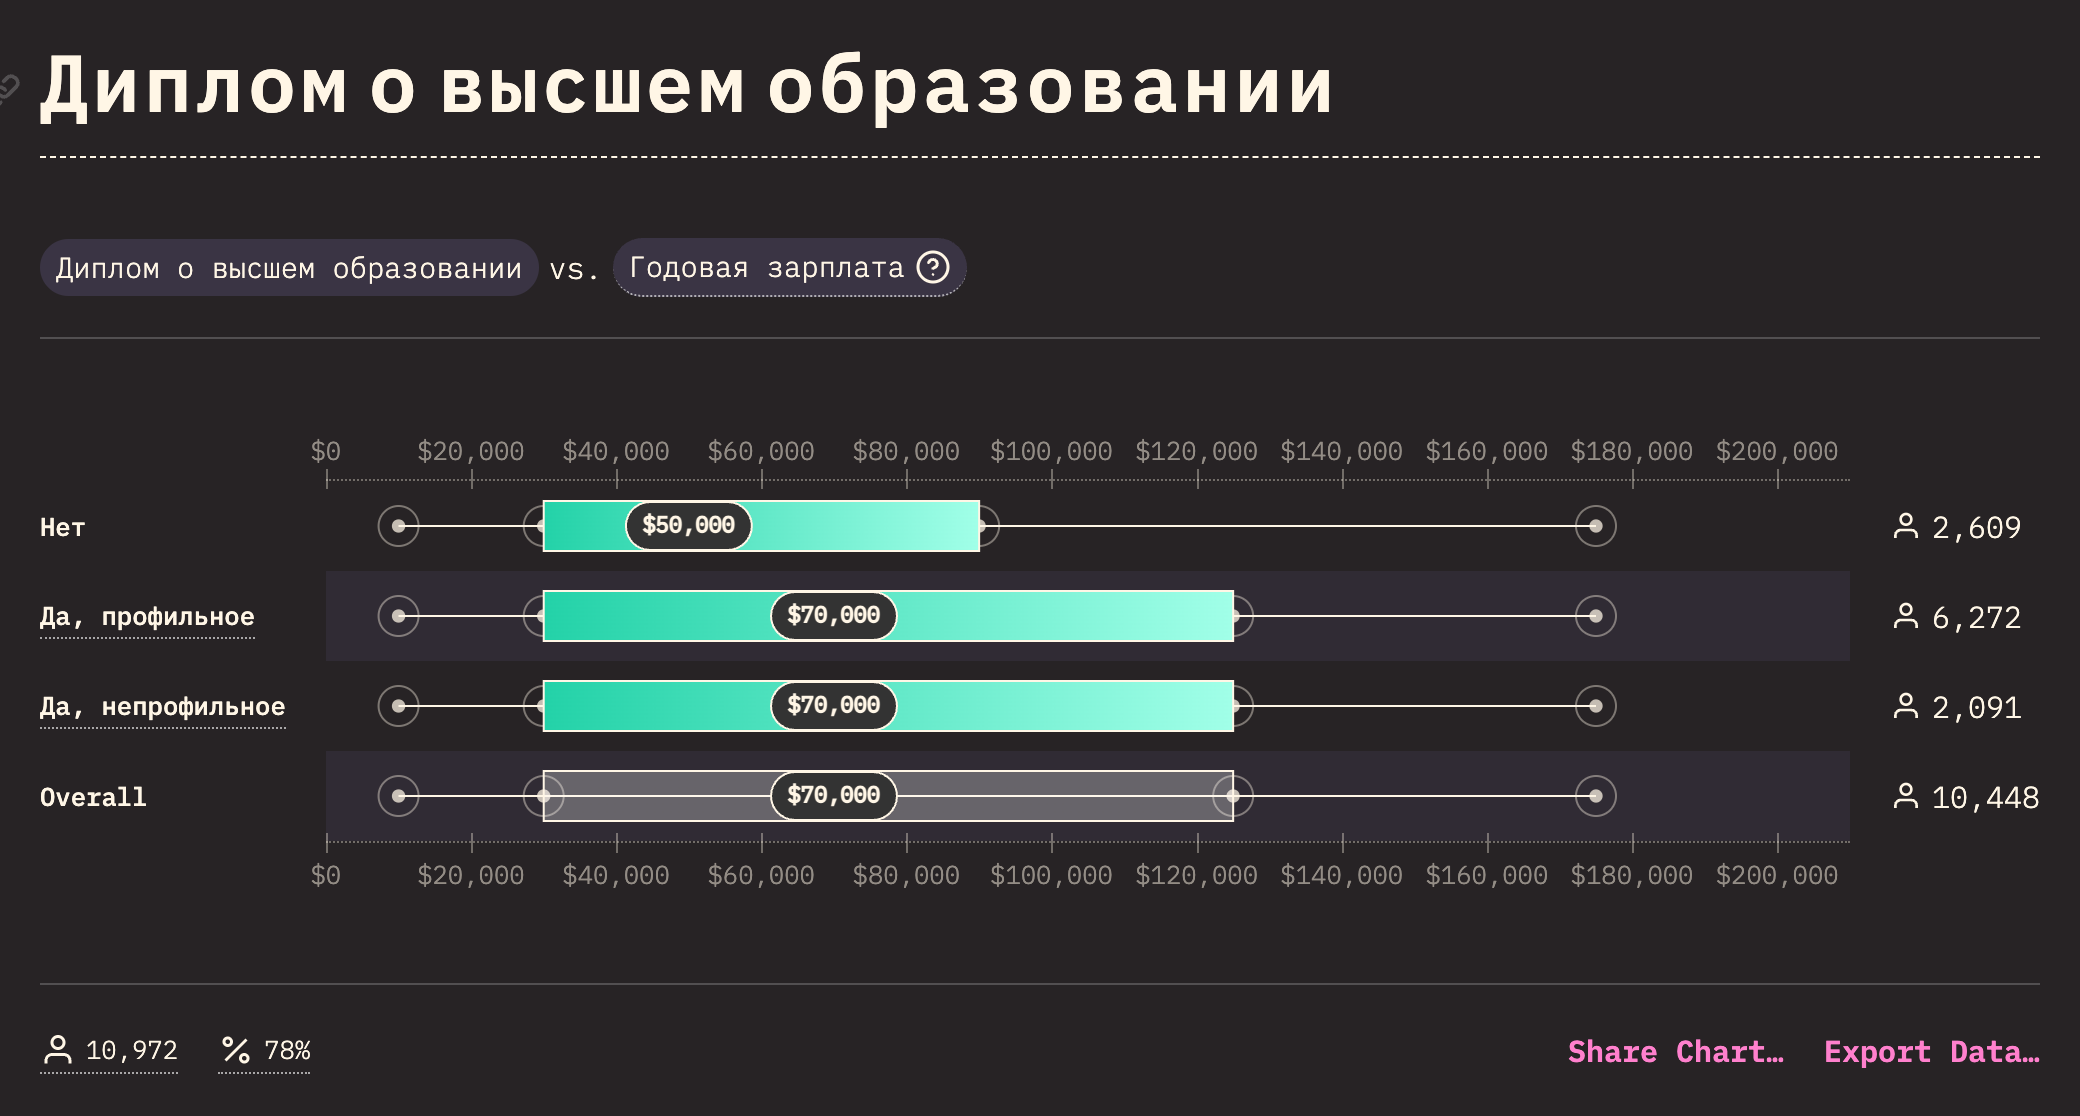 Диплом о высшем образовании
Диплом о высшем образовании vs. Годовая зарплата ?
$0 $20,000 $40,000 $60,000 $80,000 $100,000 $120,000 $140,000 $160,000 $180,000 $200,000
Нет $50,000 2,609
Да, профильное $70,000 6,272
Да, непрофильное $70,000 2,091
Overall $70,000 10,448
$0 $20,000 $40,000 $60,000 $80,000 $100,000 $120,000 $140,000 $160,000 $180,000 $200,000
10,972 % 78% Share Chart… Export Data…